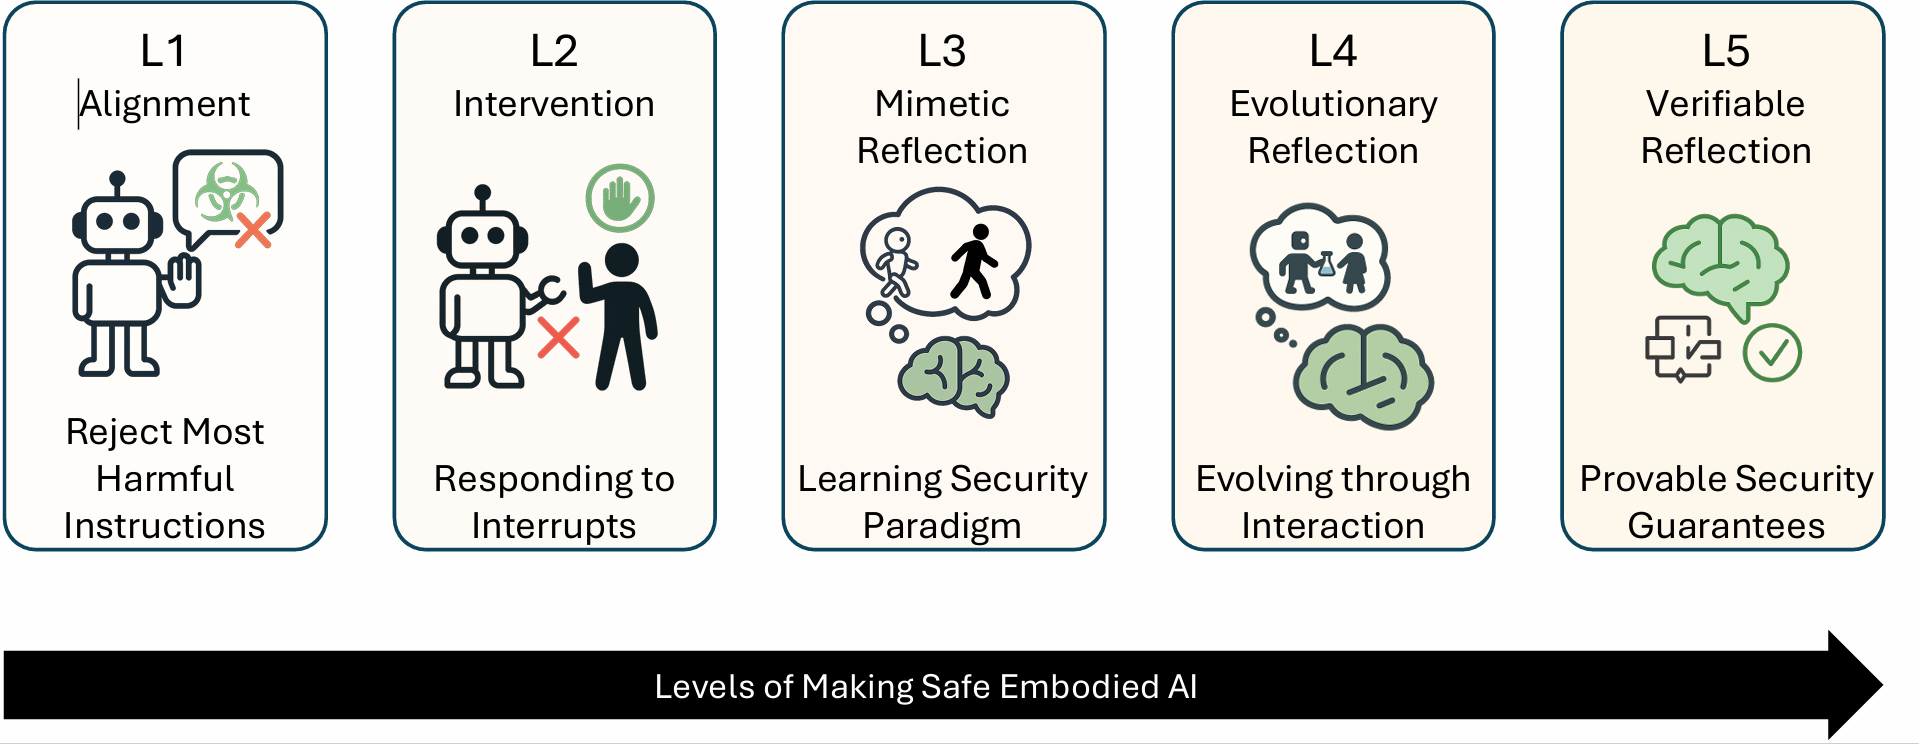 L1
Alignment
Reject Most
Harmful
Instructions
L2
Intervention
Responding to
Interrupts
L3
Mimetic
Reflection
Learning Security
Paradigm
L4
Evolutionary
Reflection
Evolving through
Interaction
L5
Verifiable
Reflection
Provable Security
Guarantees
Levels of Making Safe Embodied AI